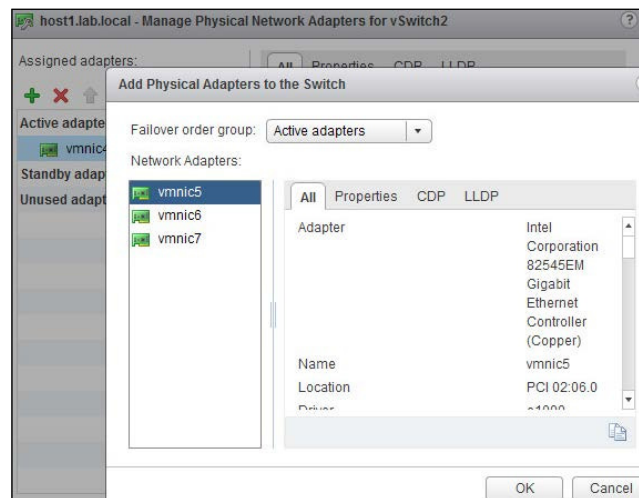 host1.lab.local - Manage Physical Network Adapters for vSwitch2
Assigned adapters:
All Properties CDP LLDP
Add Physical Adapters to the Switch
Active adapte
vmnic4
Standby adap
Unused adapt
Failover order group: Active adapters
Network Adapters:
vmnic5
vmnic6
vmnic7
All Properties CDP LLDP
Adapter Intel
Corporation
82545EM
Gigabit
Ethernet
Controller
(Copper)
Name vmnic5
Location PCI 02:06.0
Driver e1000
OK Cancel